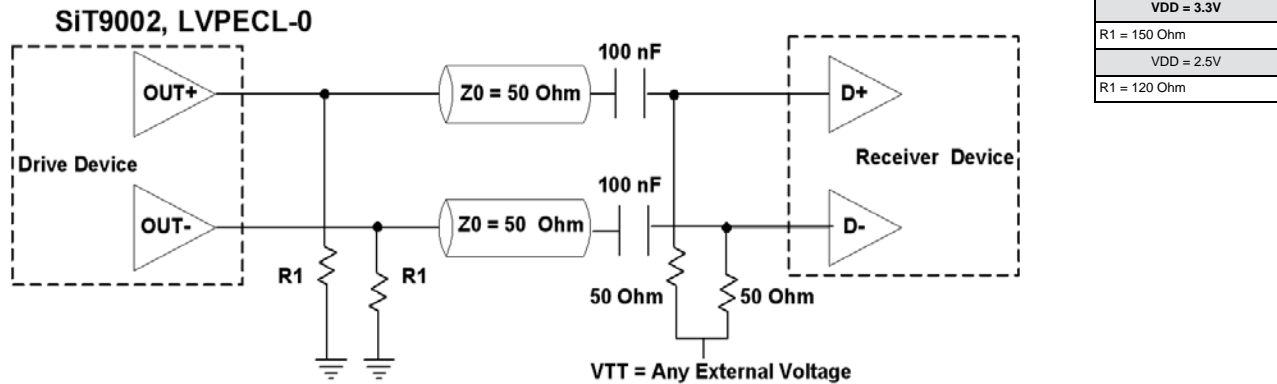 SiT9002, LVPECL-0
VDD = 3.3V
R1 = 150 Ohm
VDD = 2.5V
R1 = 120 Ohm
100 nF
OUT+
Z0 = 50 Ohm
D+
Drive Device
Receiver Device
100 nF
OUT-
Z0 = 50 Ohm
D-
R1
R1
50 Ohm
50 Ohm
VTT = Any External Voltage